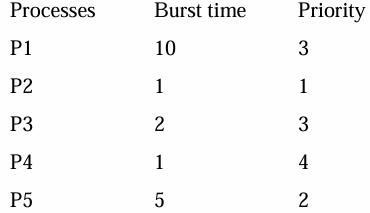 Processes Burst time Priority
P1 10 3
P2 1 1
P3 2 3
P4 1 4
P5 5 2